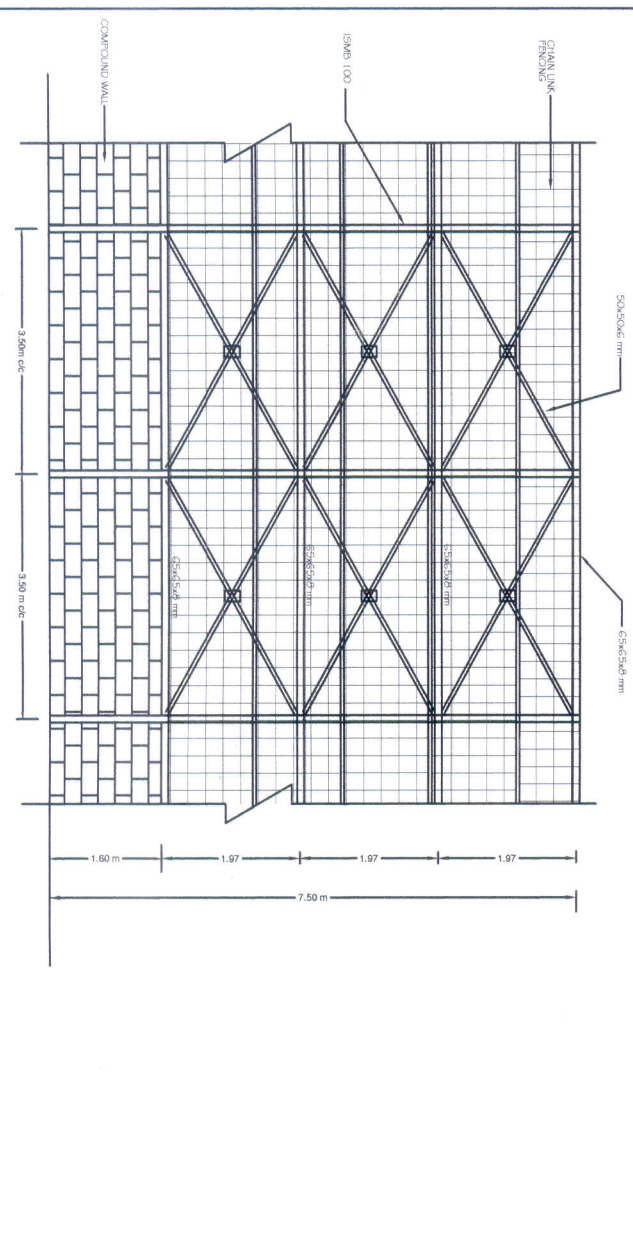 COMPOUND WALL
ISMB 100
CHAIN LINK
FENCING
50x50x6 mm
65x65x8 mm
3.50m c/c
3.50 m c/c
65x65x8 mm
65x65x8 mm
65x65x8 mm
1.60 m
1.97
1.97
1.97
7.50 m